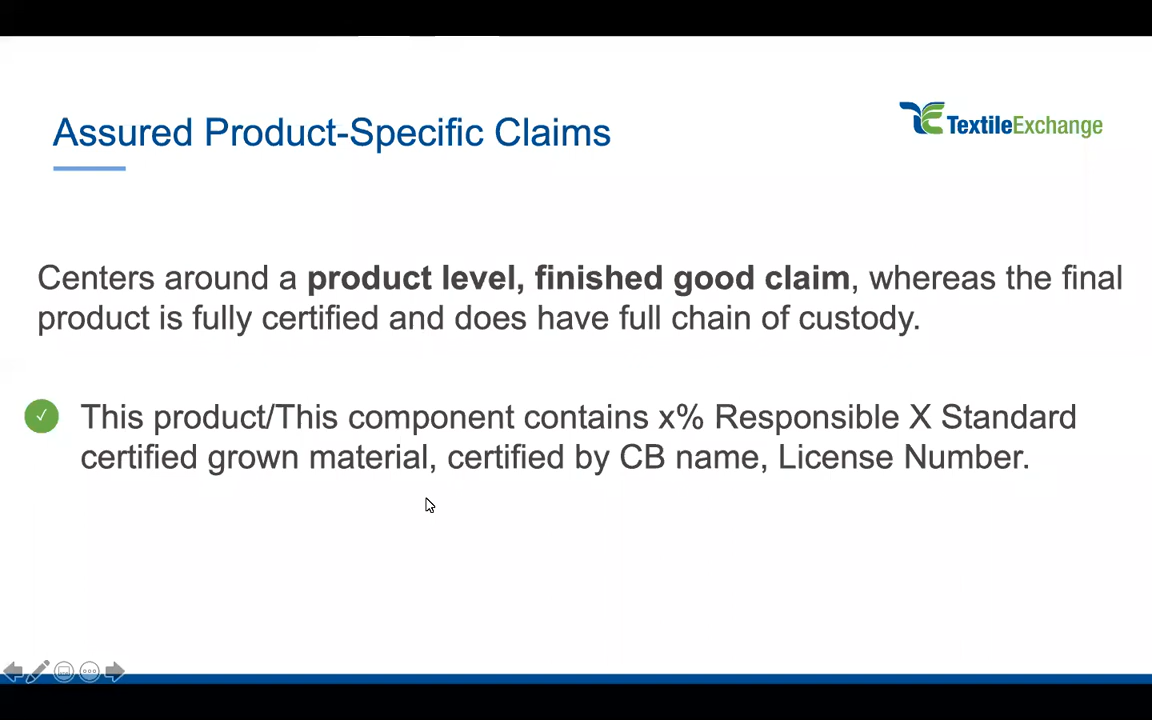 Assured Product-Specific Claims
TextileExchange
Centers around a product level, finished good claim, whereas the final
product is fully certified and does have full chain of custody.
✓ This product/This component contains x% Responsible X Standard
certified grown material, certified by CB name, License Number.